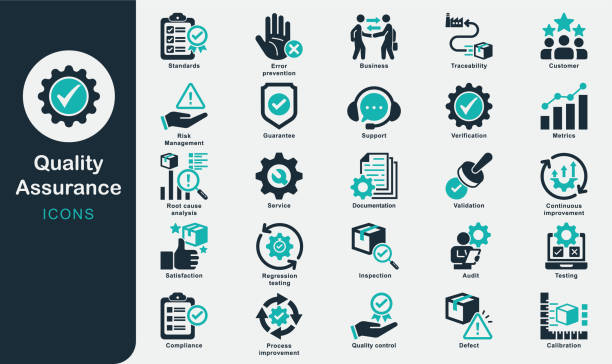 Quality
Assurance
ICONS
Standards
Error
prevention
Business
Traceability
Customer
Risk
Management
Guarantee
Support
Verification
Metrics
Root cause
analysis
Service
Documentation
Validation
Continuous
improvement
Satisfaction
Regression
testing
Inspection
Audit
Testing
Compliance
Process
improvement
Quality control
Defect
Calibration